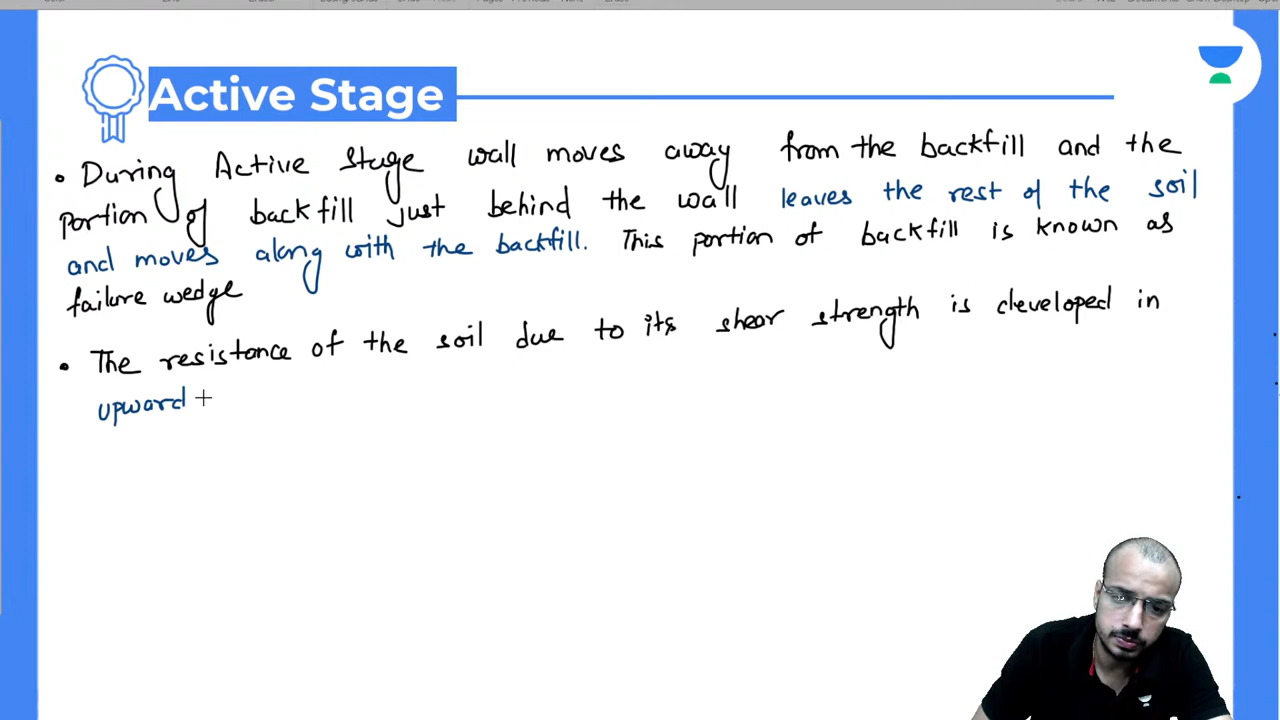 Active Stage
• During Active stage wall moves away from the backfill and the
portion of backfill just behind the wall leaves the rest of the soil
and moves along with the backfill. This portion of backfill is known as
failure wedge
• The resistance of the soil due to its shear strength is developed in
upward